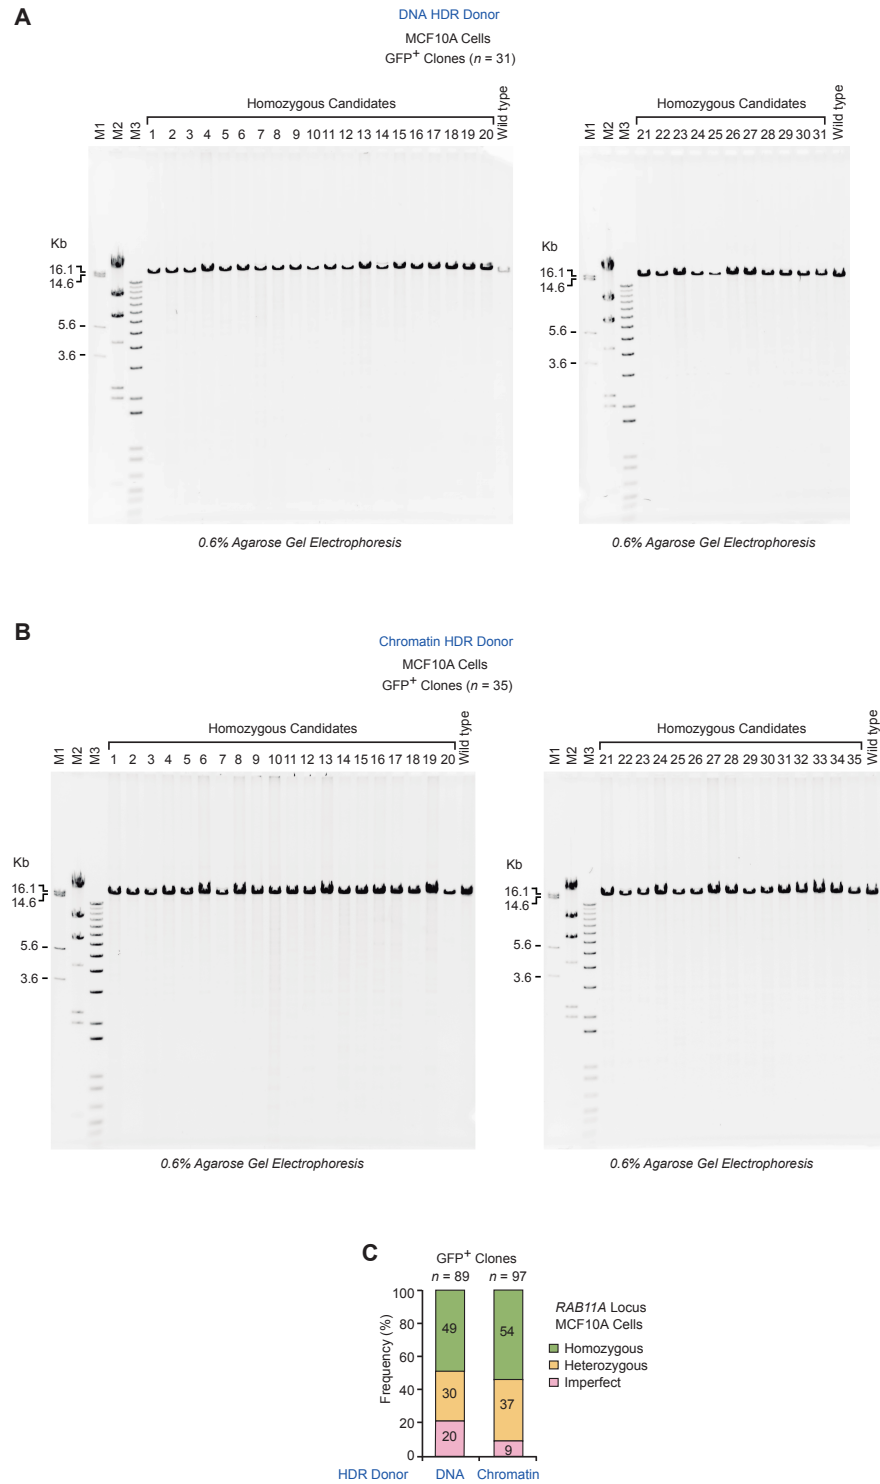 A
DNA HDR Donor
MCF10A Cells
GFP+ Clones (n = 31)
Homozygous Candidates
M1 M2 M3 1 2 3 4 5 6 7 8 9 10 11 12 13 14 15 16 17 18 19 20 Wild type
Kb
16.1
14.6
5.6
3.6
0.6% Agarose Gel Electrophoresis
Homozygous Candidates
M1 M2 M3 21 22 23 24 25 26 27 28 29 30 31 Wild type
Kb
16.1
14.6
5.6
3.6
0.6% Agarose Gel Electrophoresis
B
Chromatin HDR Donor
MCF10A Cells
GFP+ Clones (n = 35)
Homozygous Candidates
M1 M2 M3 1 2 3 4 5 6 7 8 9 10 11 12 13 14 15 16 17 18 19 20 Wild type
Kb
16.1
14.6
5.6
3.6
0.6% Agarose Gel Electrophoresis
Homozygous Candidates
M1 M2 M3 21 22 23 24 25 26 27 28 29 30 31 32 33 34 35 Wild type
Kb
16.1
14.6
5.6
3.6
0.6% Agarose Gel Electrophoresis
C
GFP+ Clones
n = 89 n = 97
Frequency (%)
100
80
60
40
20
0
49 54
30 37
20 9
RAB11A Locus
MCF10A Cells
Homozygous
Heterozygous
Imperfect
HDR Donor DNA Chromatin